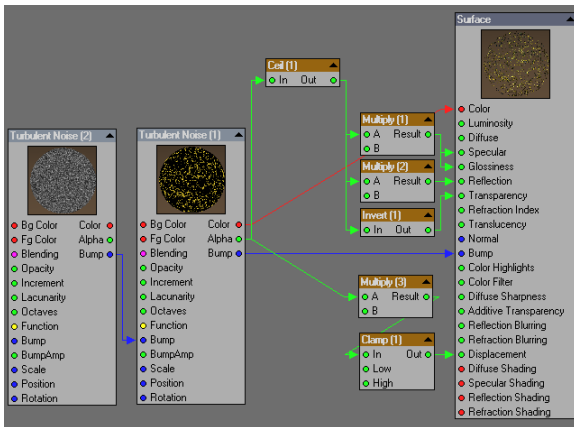 Surface
Ceil (1)
In Out
Color
Luminosity
Diffuse
Specular
Glossiness
Reflection
Transparency
Refraction Index
Translucency
Normal
Bump
Color Highlights
Color Filter
Diffuse Sharpness
Additive Transparency
Reflection Blurring
Refraction Blurring
Displacement
Diffuse Shading
Specular Shading
Reflection Shading
Refraction Shading
Multiply (1)
A Result
B
Multiply (2)
A Result
B
Invert (1)
In Out
Multiply (3)
A Result
B
Clamp (1)
In Out
Low
High
Turbulent Noise (2)
Bg Color Color
Fg Color Alpha
Blending Bump
Opacity
Increment
Lacunarity
Octaves
Function
Bump
BumpAmp
Scale
Position
Rotation
Turbulent Noise (1)
Bg Color Color
Fg Color Alpha
Blending Bump
Opacity
Increment
Lacunarity
Octaves
Function
Bump
BumpAmp
Scale
Position
Rotation